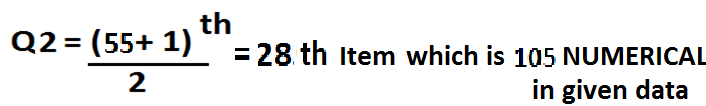 Q2 = (55+ 1) th
2
= 28 th Item which is 105 NUMERICAL
in given data